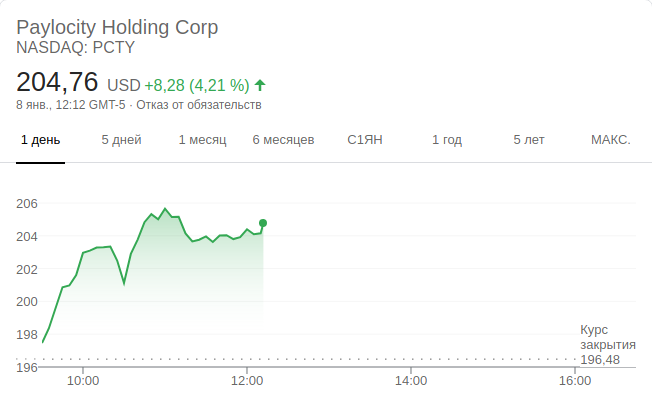 Paylocity Holding Corp
NASDAQ: PCTY
204,76 USD +8,28 (4,21 %)
8 янв., 12:12 GMT-5 · Отказ от обязательств
1 день 5 дней 1 месяц 6 месяцев С1ЯН 1 год 5 лет МАКС.
206
204
202
200
198
196
Курс
закрытия
196,48
10:00 12:00 14:00 16:00